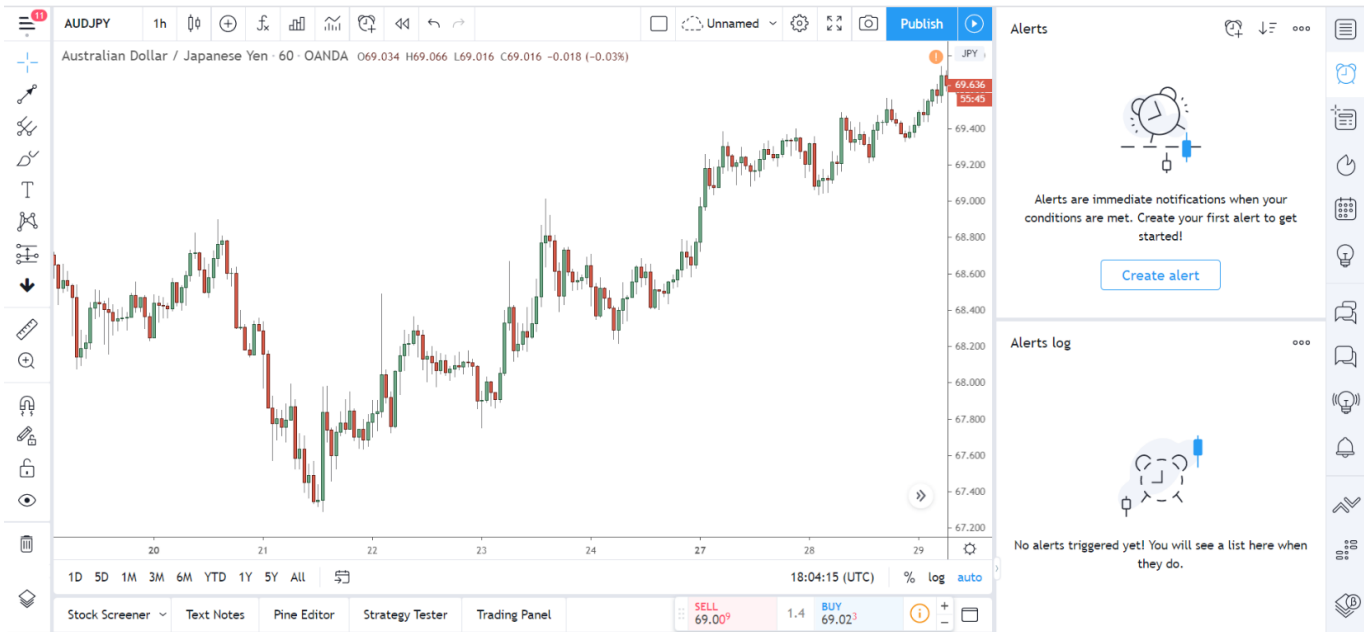 11
AUDJPY
1h
Unnamed
Publish
Australian Dollar / Japanese Yen · 60 · OANDA O69.034 H69.066 L69.016 C69.016 −0.018 (−0.03%)
!
JPY
69.636
55:45
69.400
69.200
69.000
68.800
68.600
68.400
68.200
68.000
67.800
67.600
67.400
67.200
20 21 22 23 24 27 28 29
1D 5D 1M 3M 6M YTD 1Y 5Y All
18:04:15 (UTC) % log auto
Stock Screener Text Notes Pine Editor Strategy Tester Trading Panel
SELL
69.009
1.4
BUY
69.023
Alerts
Alerts are immediate notifications when your
conditions are met. Create your first alert to get
started!
Create alert
Alerts log
No alerts triggered yet! You will see a list here when
they do.